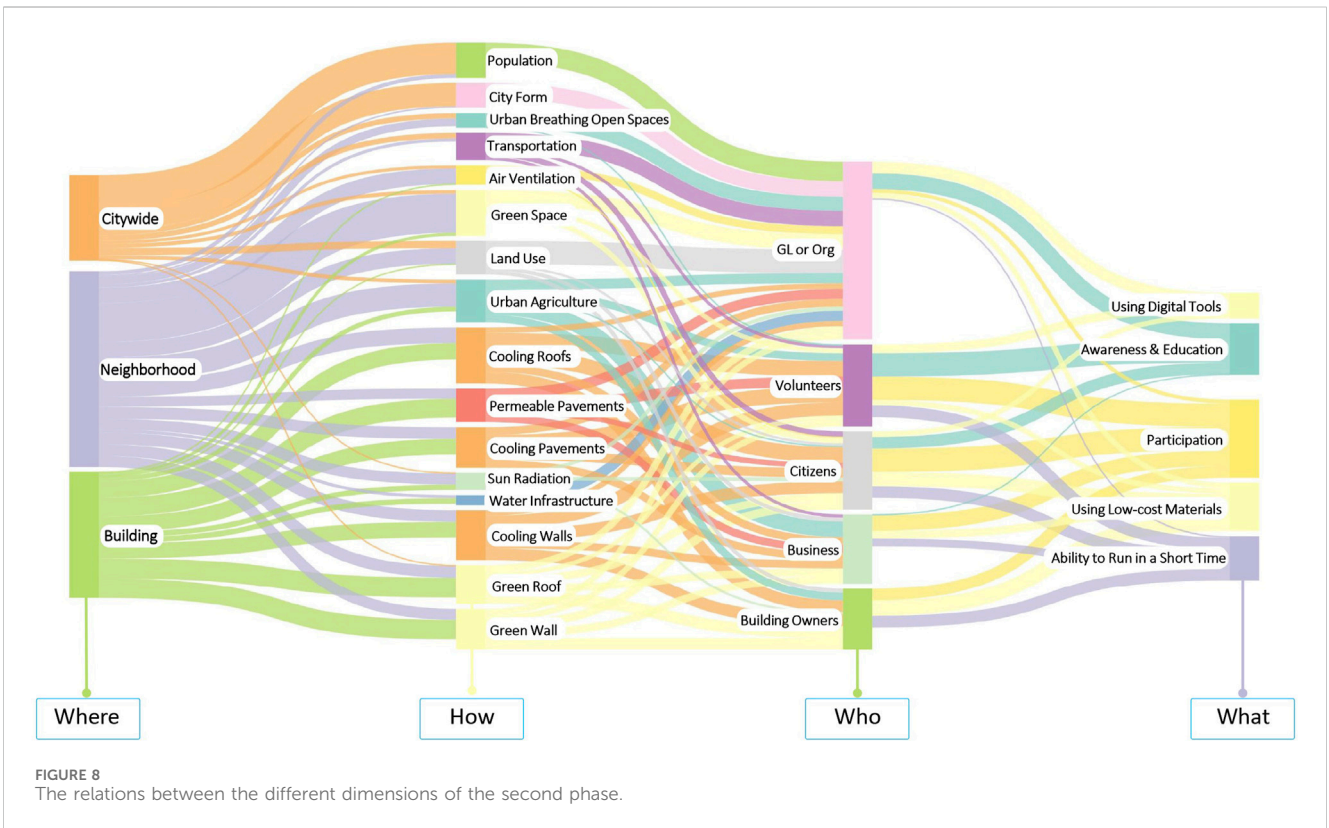 Population
City Form
Urban Breathing Open Spaces
Transportation
Air Ventilation
Citywide
Green Space
GL or Org
Land Use
Urban Agriculture
Using Digital Tools
Cooling Roofs
Awareness & Education
Neighborhood
Volunteers
Permeable Pavements
Participation
Cooling Pavements
Citizens
Sun Radiation
Water Infrastructure
Using Low-cost Materials
Building
Cooling Walls
Business
Ability to Run in a Short Time
Green Roof
Building Owners
Green Wall
Where
How
Who
What
FIGURE 8
The relations between the different dimensions of the second phase.